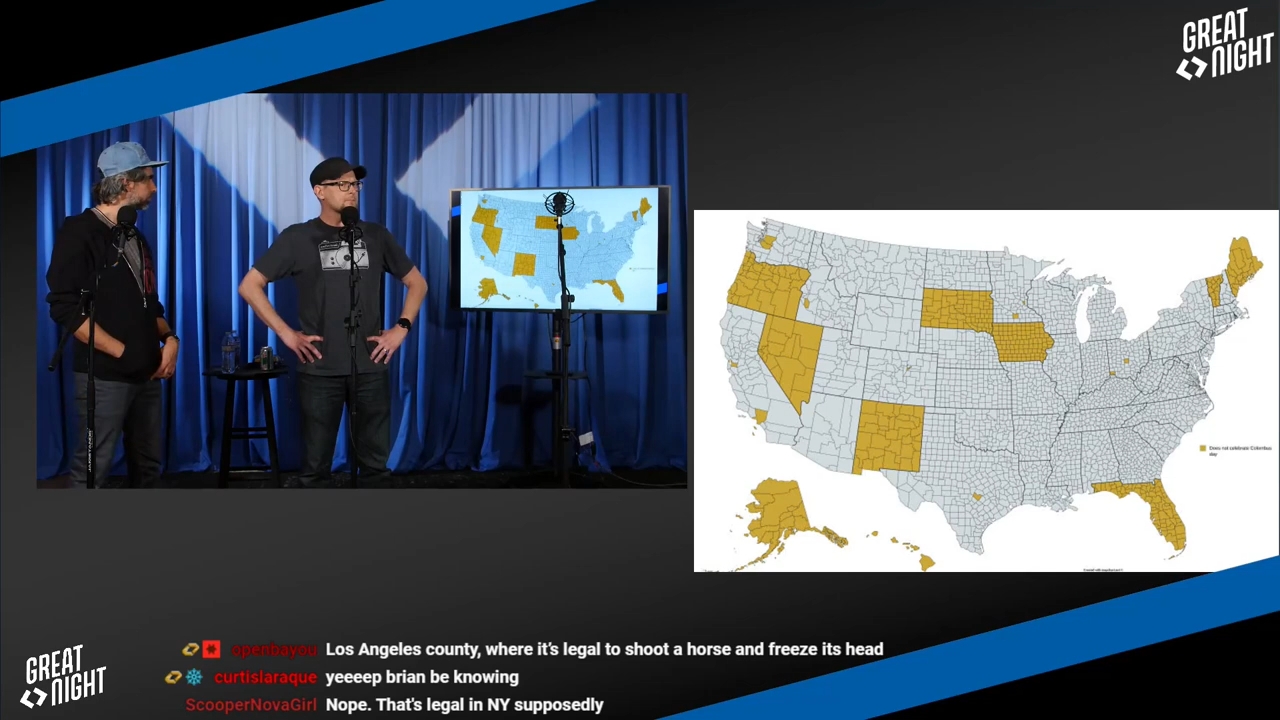 GREAT
NIGHT
Does not celebrate Columbus
day
GREAT
NIGHT
openbayou Los Angeles county, where it's legal to shoot a horse and freeze its head
curtislaraque yeeeep brian be knowing
ScooperNovaGirl Nope. That's legal in NY supposedly